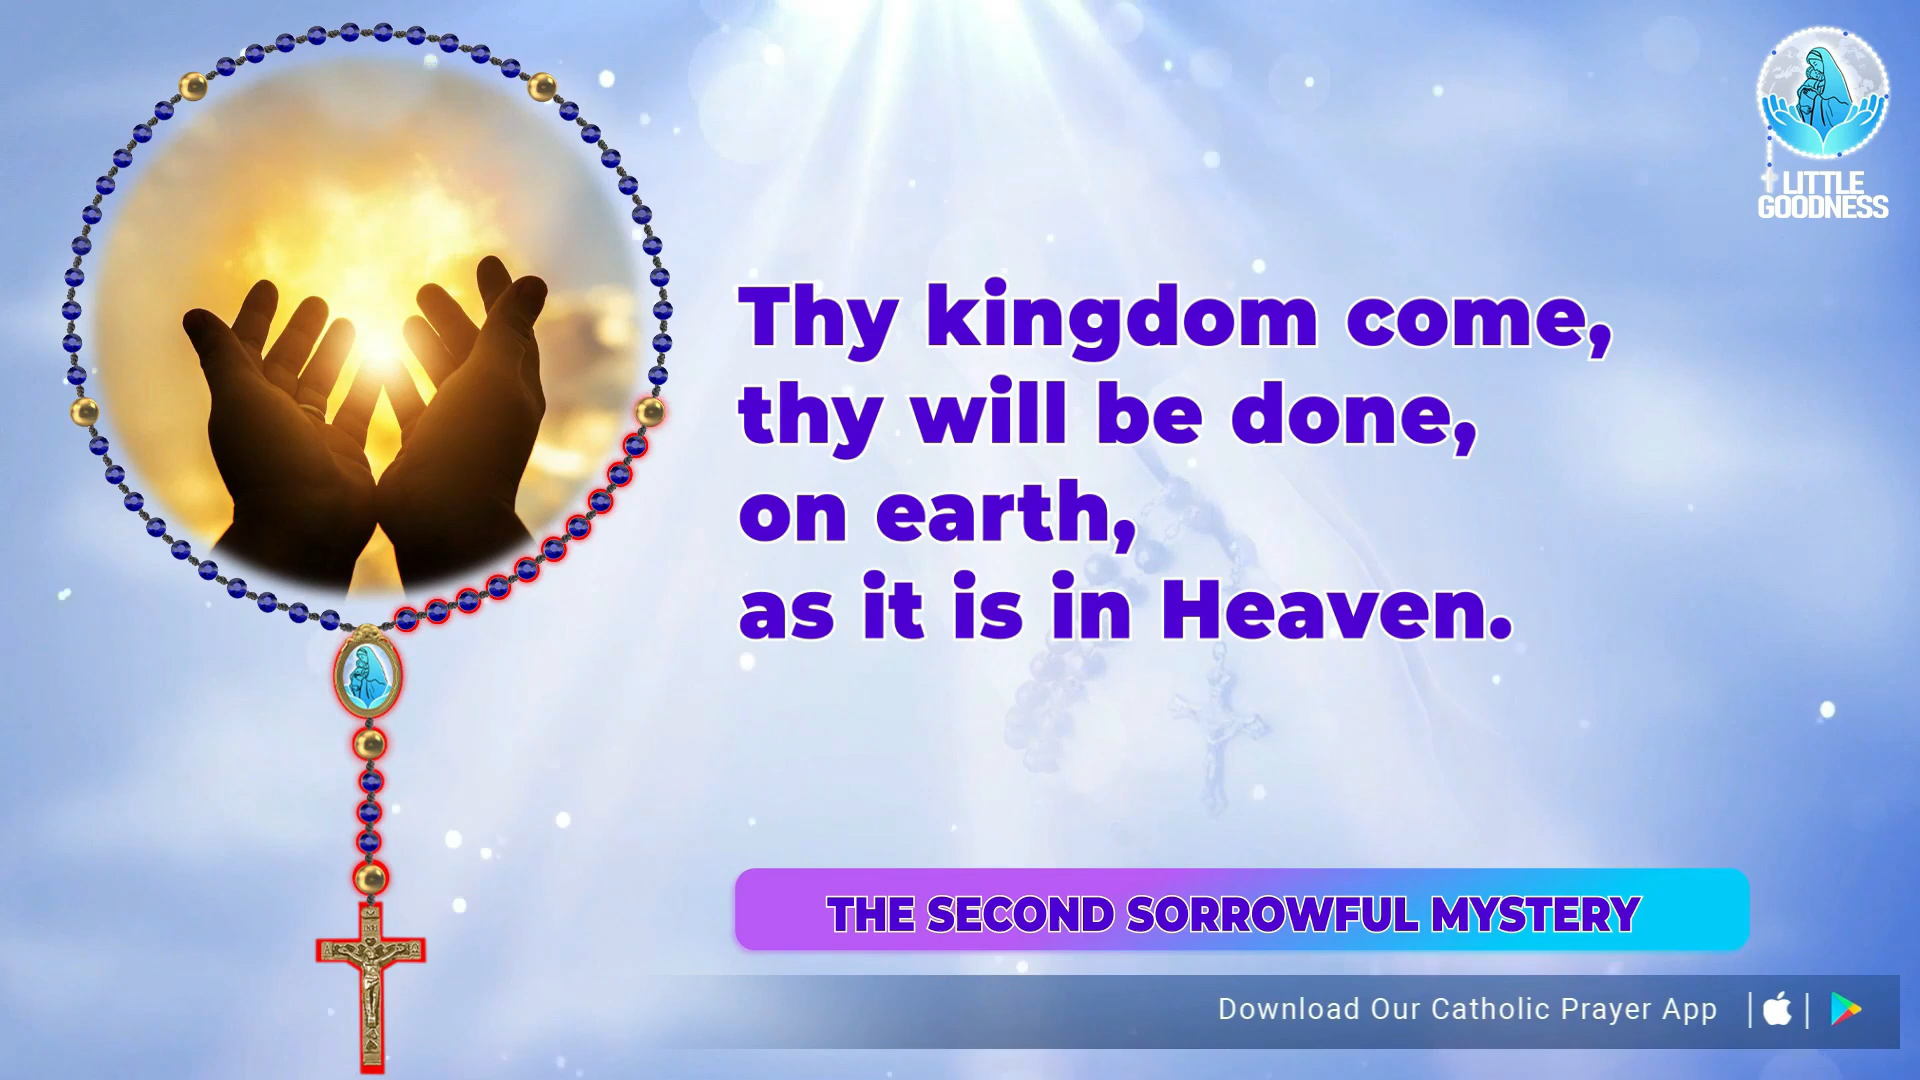 LITTLE
GOODNESS
Thy kingdom come,
thy will be done,
on earth,
as it is in Heaven.
THE SECOND SORROWFUL MYSTERY
Download Our Catholic Prayer App